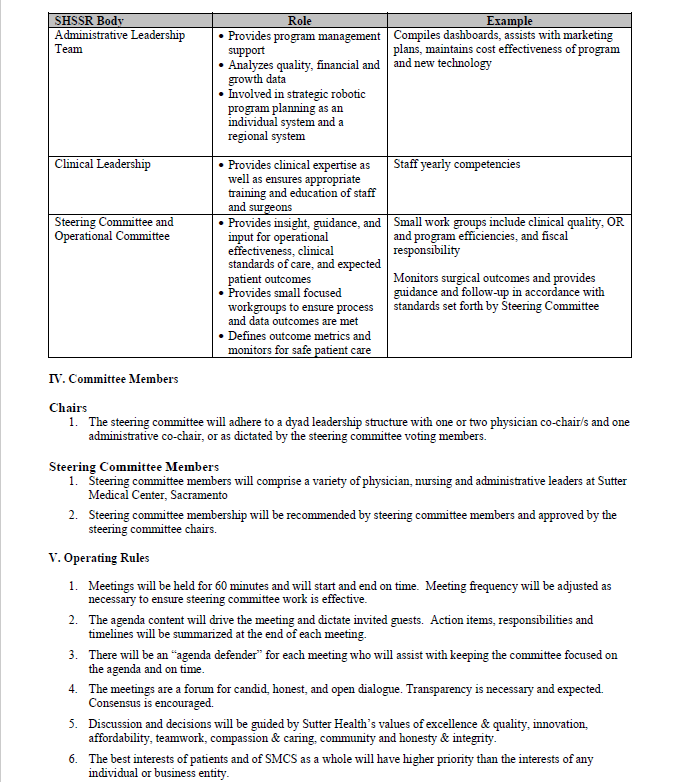 SHSSR Body Role Example
Administrative Leadership
Team
• Provides program management
support
• Analyzes quality, financial and
growth data
• Involved in strategic robotic
program planning as an
individual system and a
regional system
Compiles dashboards, assists with marketing
plans, maintains cost effectiveness of program
and new technology
Clinical Leadership
• Provides clinical expertise as
well as ensures appropriate
training and education of staff
and surgeons
Staff yearly competencies
Steering Committee and
Operational Committee
• Provides insight, guidance, and
input for operational
effectiveness, clinical
standards of care, and expected
patient outcomes
• Provides small focused
workgroups to ensure process
and data outcomes are met
• Defines outcome metrics and
monitors for safe patient care
Small work groups include clinical quality, OR
and program efficiencies, and fiscal
responsibility
Monitors surgical outcomes and provides
guidance and follow-up in accordance with
standards set forth by Steering Committee
IV. Committee Members
Chairs
1. The steering committee will adhere to a dyad leadership structure with one or two physician co-chair/s and one
administrative co-chair, or as dictated by the steering committee voting members.
Steering Committee Members
1. Steering committee members will comprise a variety of physician, nursing and administrative leaders at Sutter
Medical Center, Sacramento
2. Steering committee membership will be recommended by steering committee members and approved by the
steering committee chairs.
V. Operating Rules
1. Meetings will be held for 60 minutes and will start and end on time. Meeting frequency will be adjusted as
necessary to ensure steering committee work is effective.
2. The agenda content will drive the meeting and dictate invited guests. Action items, responsibilities and
timelines will be summarized at the end of each meeting.
3. There will be an “agenda defender” for each meeting who will assist with keeping the committee focused on
the agenda and on time.
4. The meetings are a forum for candid, honest, and open dialogue. Transparency is necessary and expected.
Consensus is encouraged.
5. Discussion and decisions will be guided by Sutter Health’s values of excellence & quality, innovation,
affordability, teamwork, compassion & caring, community and honesty & integrity.
6. The best interests of patients and of SMCS as a whole will have higher priority than the interests of any
individual or business entity.